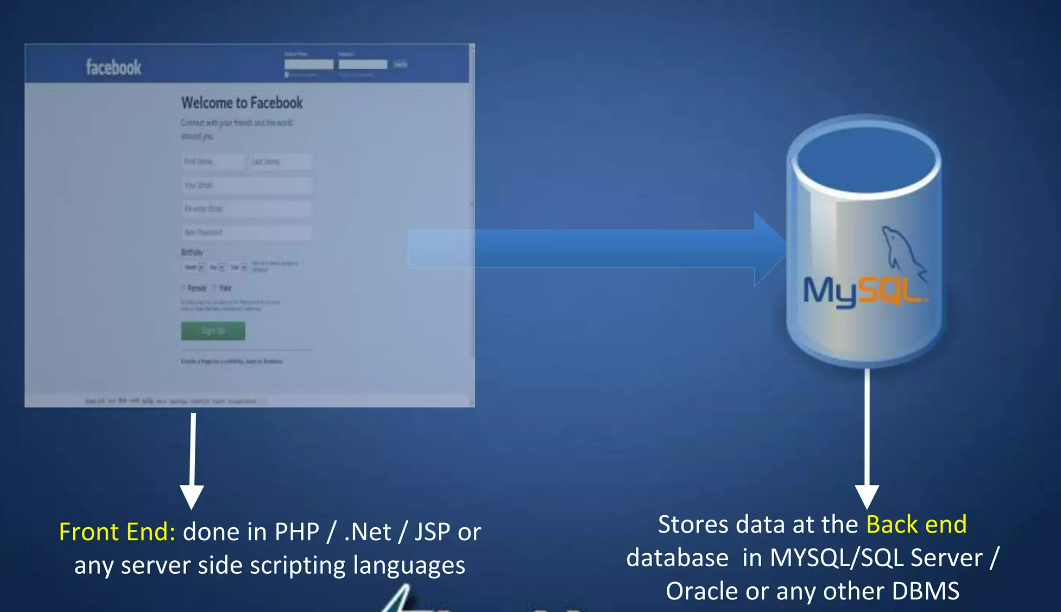 facebook
Welcome to Facebook
Connect with your friends and the world
around you.
First Name Last Name
Your Email
Re-enter Email
New Password
Birthday
Female Male
Sign Up
MySQL
Front End: done in PHP / .Net / JSP or
any server side scripting languages
Stores data at the Back end
database in MYSQL/SQL Server /
Oracle or any other DBMS